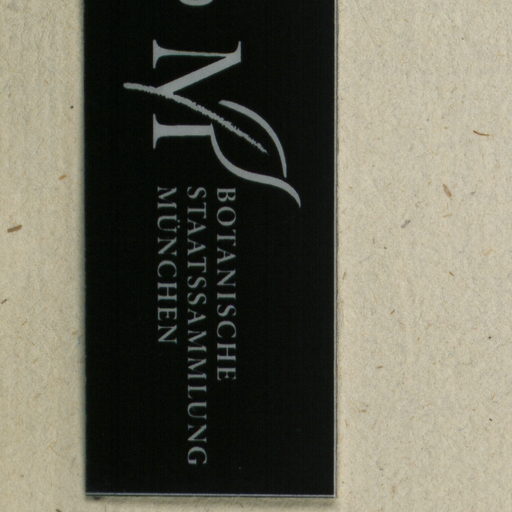 M
BOTANISCHE
STAATSSAMMLUNG
MÜNCHEN